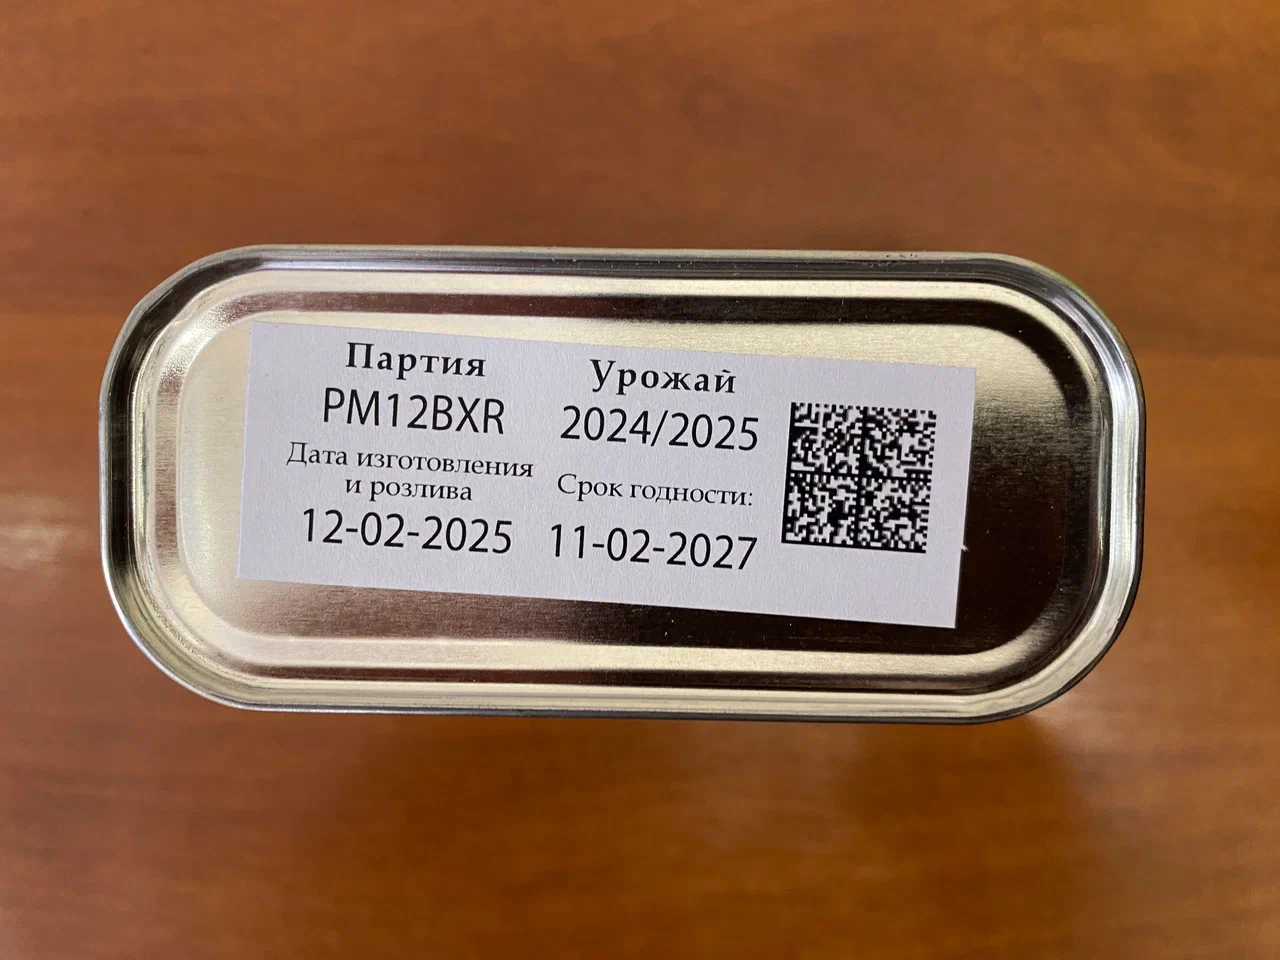 Партия
PM12BXR
Дата изготовления
и розлива
12-02-2025
Урожай
2024/2025
Срок годности:
11-02-2027